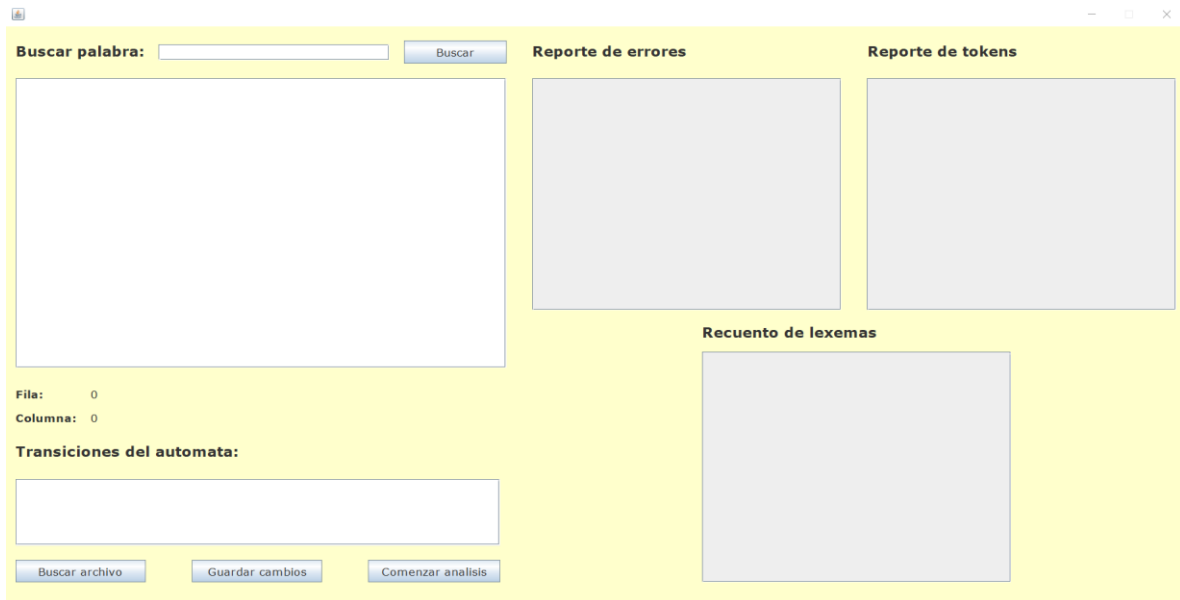 Buscar palabra:
Buscar
Reporte de errores
Reporte de tokens
Recuento de lexemas
Fila: 0
Columna: 0
Transiciones del automata:
Buscar archivo
Guardar cambios
Comenzar analisis